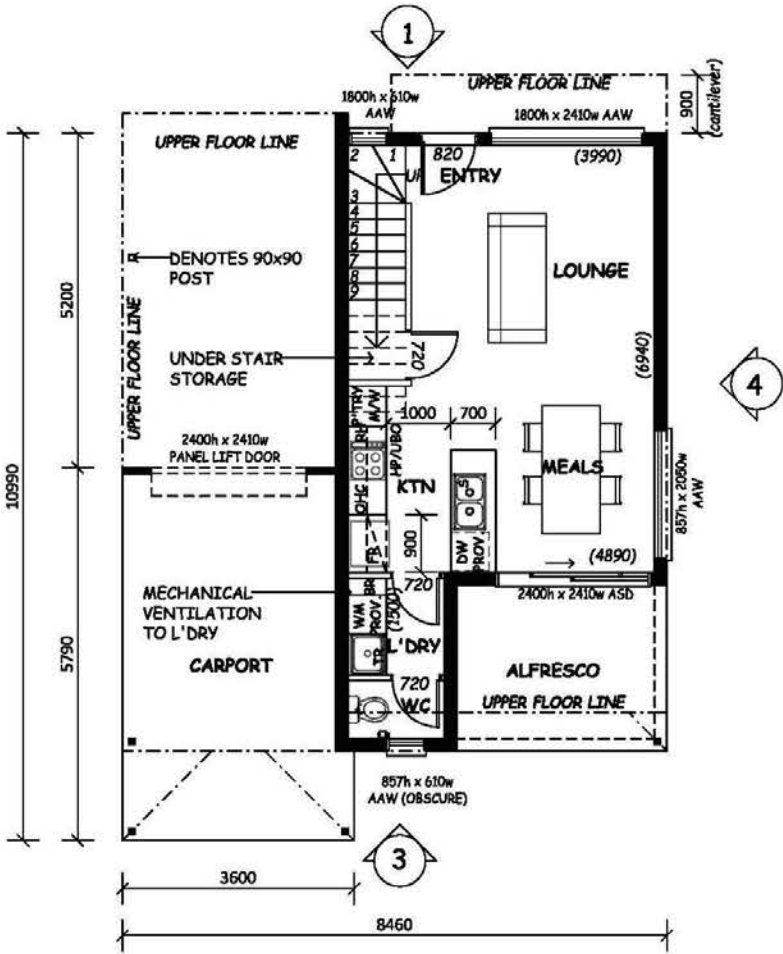 1
UPPER FLOOR LINE
1800h x 610w
AAW
1800h x 2410w AAW
900
(cantilever)
UPPER FLOOR LINE
2
1
UP
820
ENTRY
(3990)
3
4
5
6
7
8
9
DENOTES 90x90
POST
LOUNGE
5200
UPPER FLOOR LINE
UNDER STAIR
STORAGE
720
(6940)
4
P'TRY
M/W
1000
700
2400h x 2410w
PANEL LIFT DOOR
RH
HP/UBO
OHC
KTN
S
MEALS
857h x 2050w
AAW
10990
FR
900
DW
PROV.
(4890)
MECHANICAL
VENTILATION
TO L'DRY
BR
720
2400h x 2410w ASD
WM
PROV
(1500)
L'DRY
TR
5790
CARPORT
720
WC
ALFRESCO
UPPER FLOOR LINE
857h x 610w
AAW (OBSCURE)
3
3600
8460